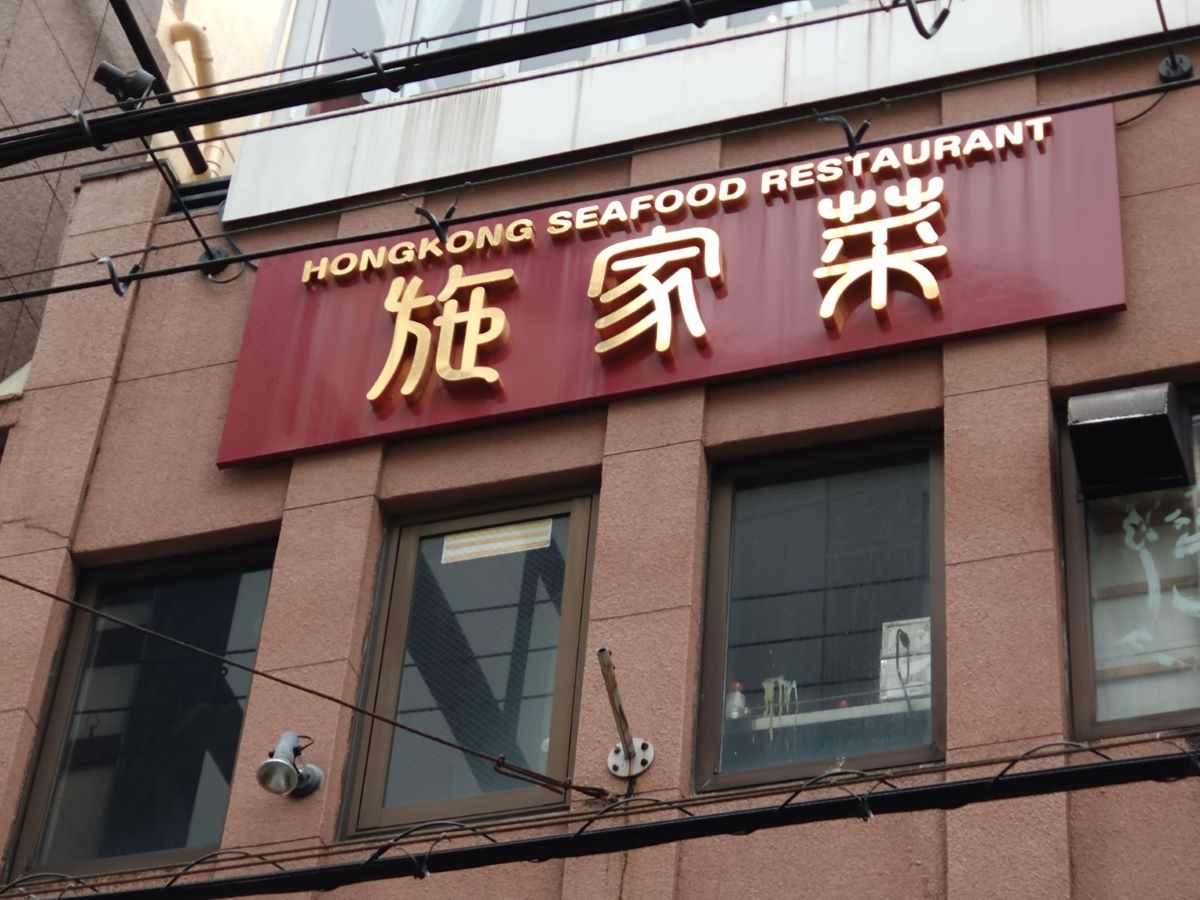 HONGKONG SEAFOOD RESTAURANT
施家菜